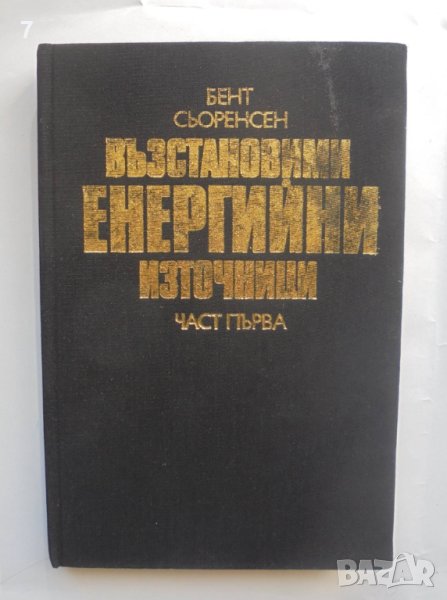 7
БЕНТ
СЬОРЕНСЕН
ВЪЗСТАНОВИМИ
ЕНЕРГИЙНИ
ИЗТОЧНИЦИ
ЧАСТ ПЪРВА
BAZAR